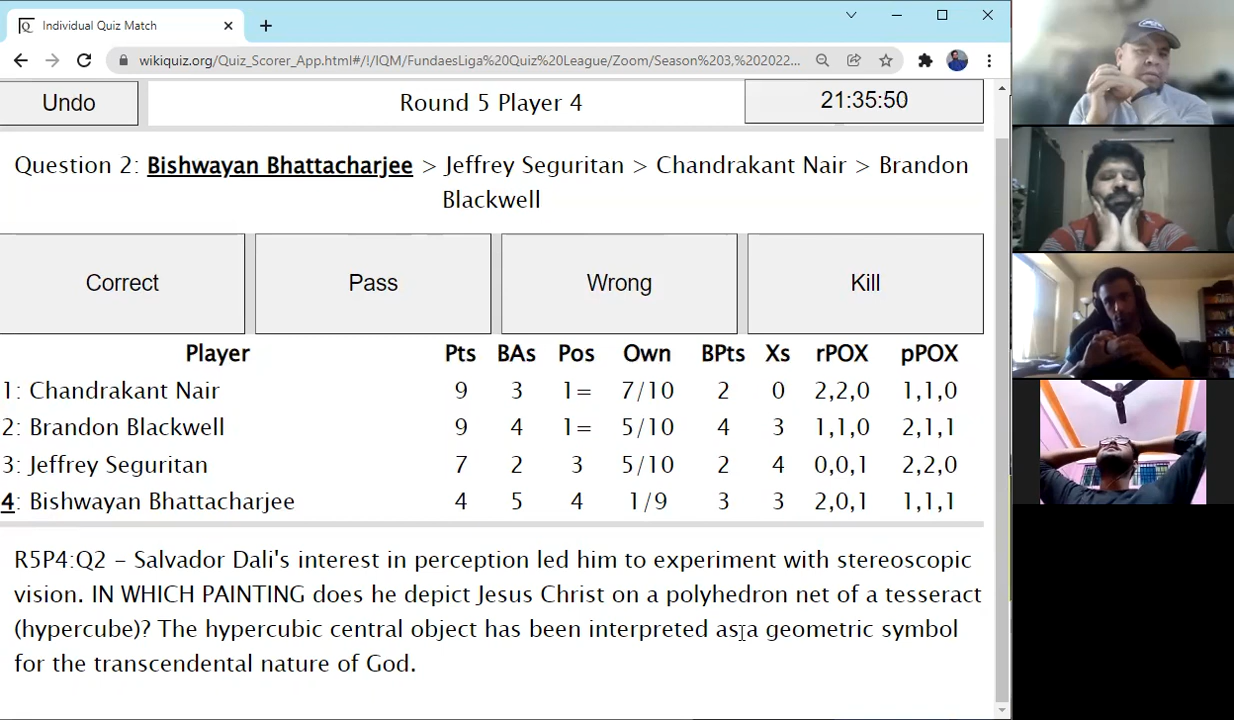 Individual Quiz Match
wikiquiz.org/Quiz_Scorer_App.html#/!/IQM/FundaesLiga%20Quiz%20League/Zoom/Season%203,%202022...
Undo
Round 5 Player 4
21:35:50
Question 2: Bishwayan Bhattacharjee > Jeffrey Seguritan > Chandrakant Nair > Brandon
Blackwell
Correct Pass Wrong Kill
Player Pts BAs Pos Own BPts Xs rPOX pPOX
1: Chandrakant Nair 9 3 1= 7/10 2 0 2,2,0 1,1,0
2: Brandon Blackwell 9 4 1= 5/10 4 3 1,1,0 2,1,1
3: Jeffrey Seguritan 7 2 3 5/10 2 4 0,0,1 2,2,0
4: Bishwayan Bhattacharjee 4 5 4 1/9 3 3 2,0,1 1,1,1
R5P4:Q2 - Salvador Dali's interest in perception led him to experiment with stereoscopic
vision. IN WHICH PAINTING does he depict Jesus Christ on a polyhedron net of a tesseract
(hypercube)? The hypercubic central object has been interpreted as a geometric symbol
for the transcendental nature of God.